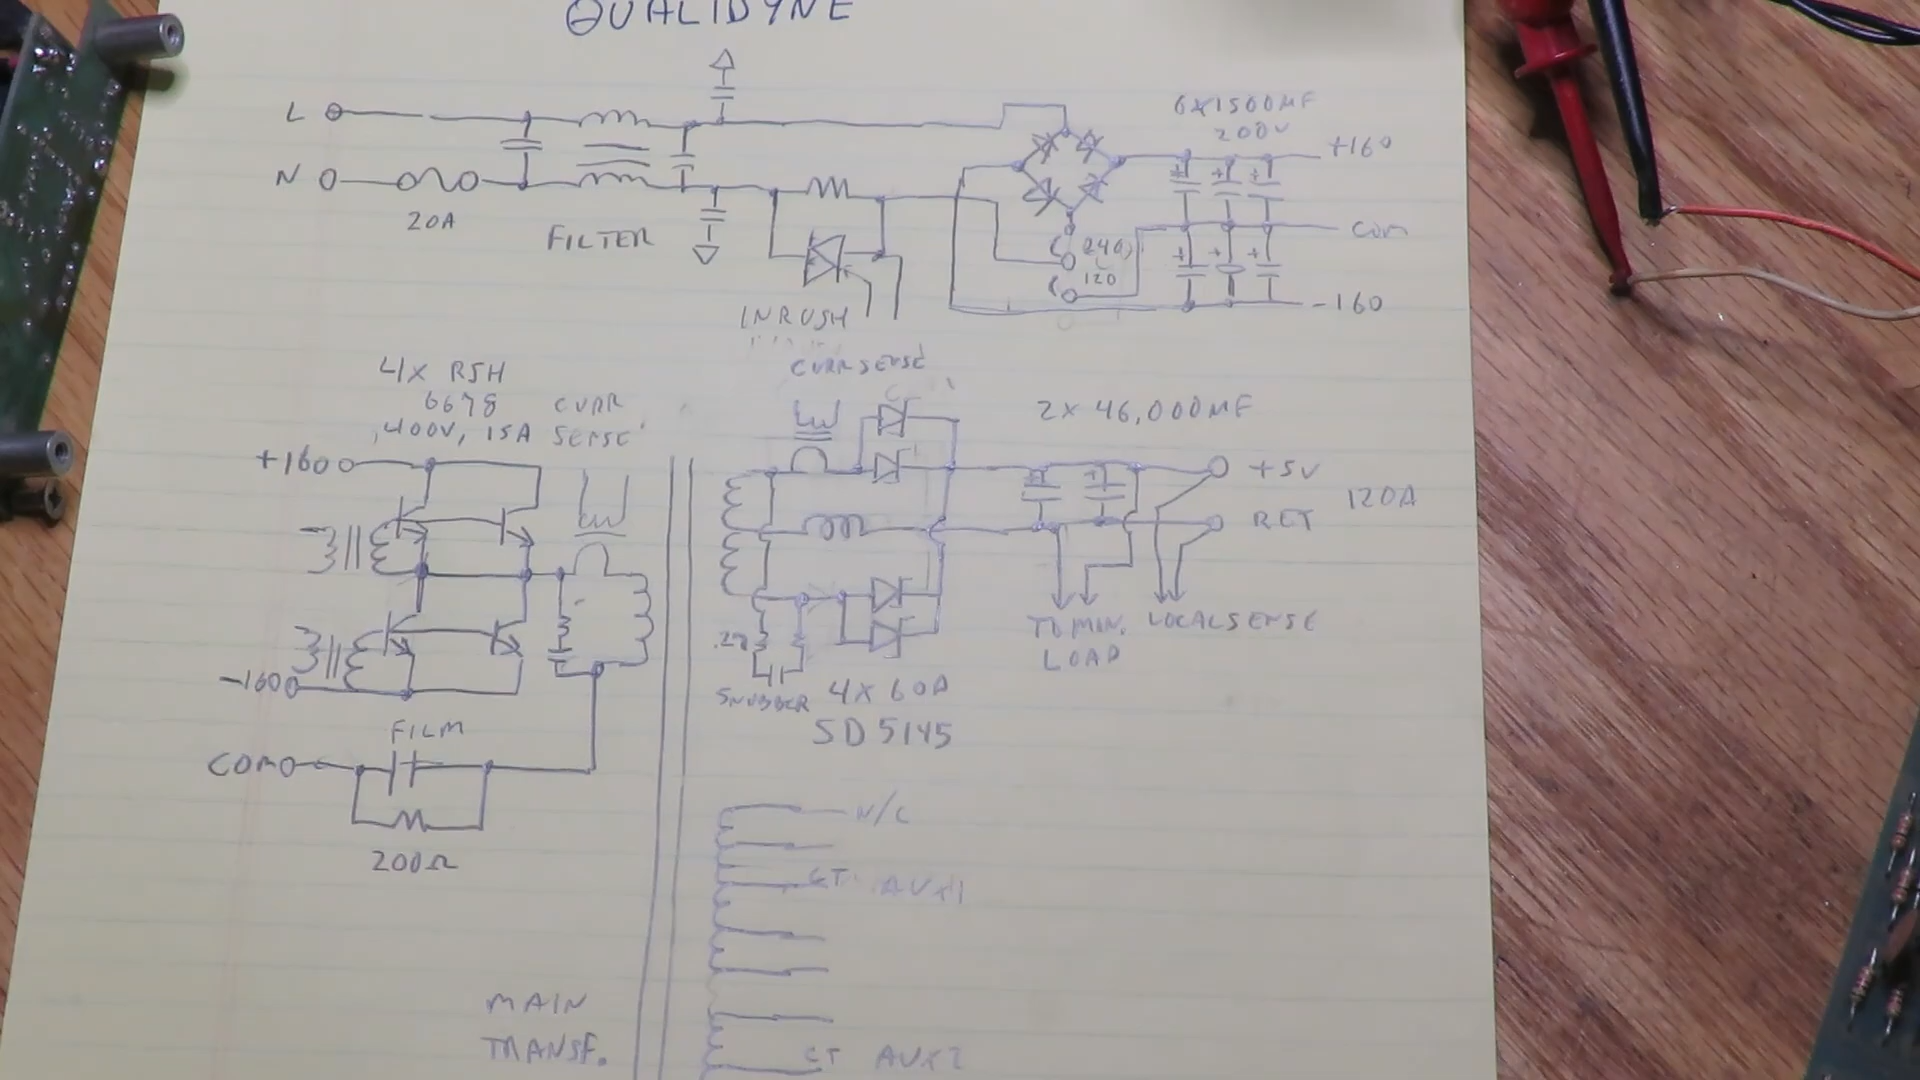 QUALIDYNE
6X1500MF
200V
L
+160
N
20A
FILTER
(240)
120
COM
INRUSH
-160
4X RSH
6678
400V, 15A
CURR
SENSE
CURR SENSE
2X 46,000MF
+160
+5V
120A
RET
TO MIN.
LOAD
LOCAL SENSE
-160
SNUBBER
4X 60A
SD5145
FILM
COM
200Ω
N/C
CT AUX1
MAIN
TRANSF.
CT AUX2